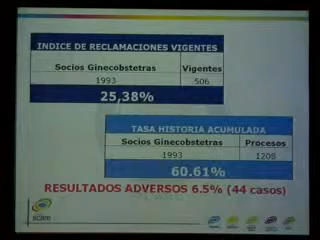 INDICE DE RECLAMACIONES VIGENTES
Socios Ginecobstetras Vigentes
1993 506
25,38%
TASA HISTORIA ACUMULADA
Socios Ginecobstetras Procesos
1993 1208
60.61%
RESULTADOS ADVERSOS 6.5% (44 casos)
scare